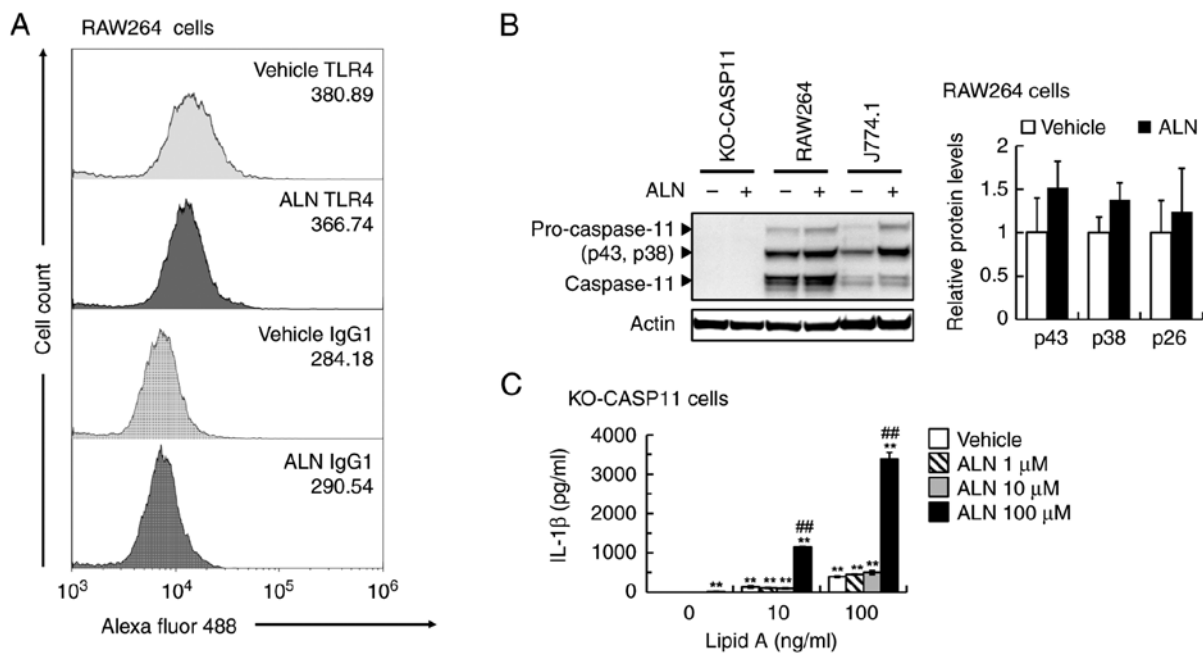 A
RAW264 cells
Cell count
Vehicle TLR4
380.89
ALN TLR4
366.74
Vehicle IgG1
284.18
ALN IgG1
290.54
10³ 10⁴ 10⁵ 10⁶
Alexa fluor 488
B
KO-CASP11
RAW264
J774.1
ALN − + − + − +
Pro-caspase-11
(p43, p38)
Caspase-11
Actin
RAW264 cells
Vehicle ALN
Relative protein levels
2
1.5
1
0.5
0
p43 p38 p26
C
KO-CASP11 cells
IL-1β (pg/ml)
4000
3000
2000
1000
0
**
** ** ** ** ##
** ** ** ** ##
0 10 100
Lipid A (ng/ml)
Vehicle
ALN 1 μM
ALN 10 μM
ALN 100 μM